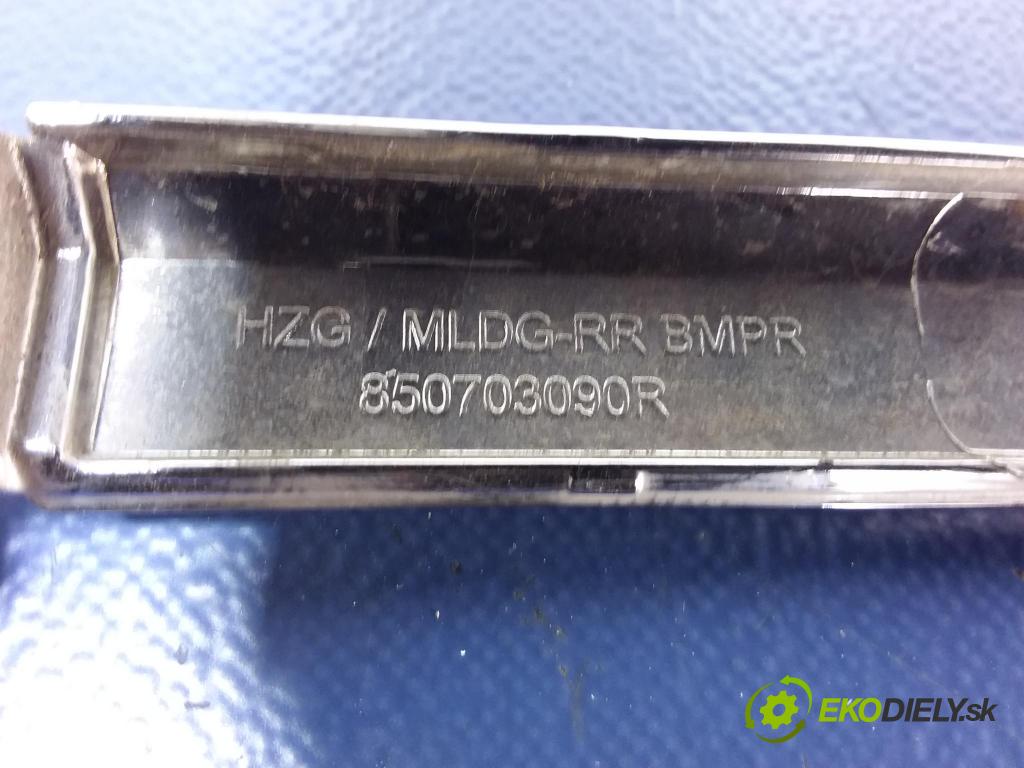 HZG / MLDG-RR BMPR
850703090R
EKODIELY.sk